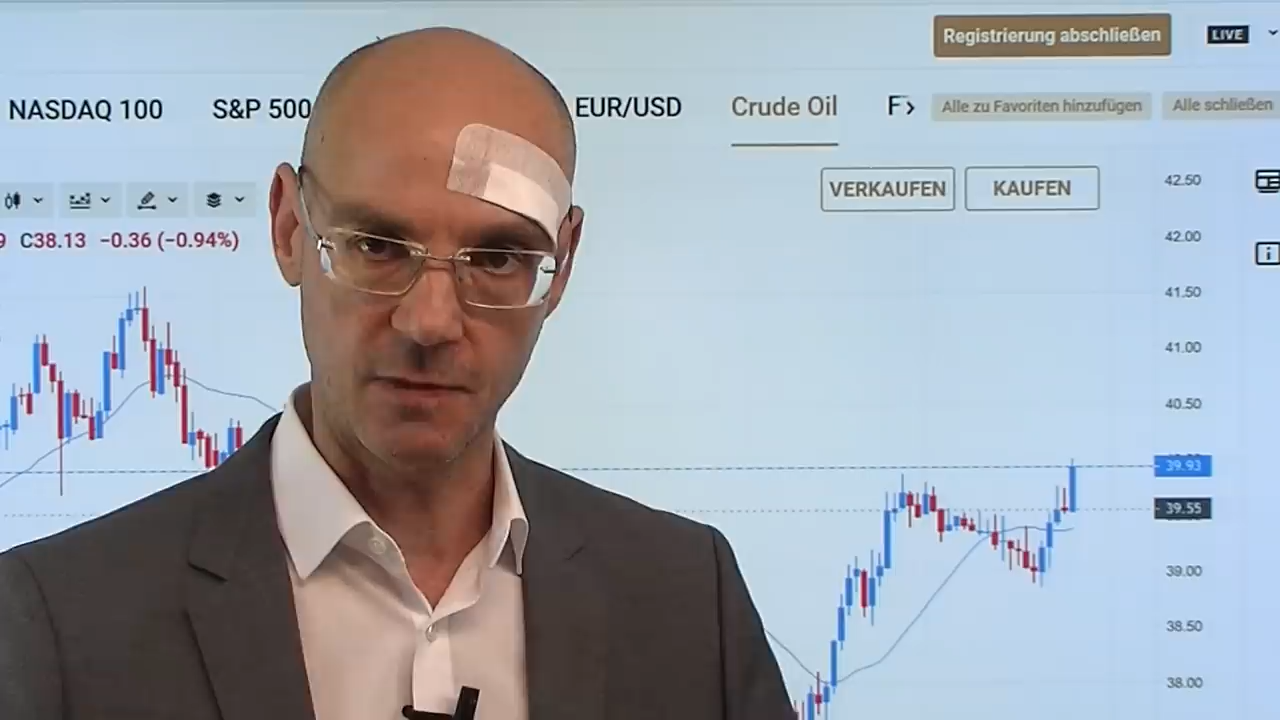 Registrierung abschließen
LIVE
NASDAQ 100
S&P 500
EUR/USD
Crude Oil
F
Alle zu Favoriten hinzufügen
Alle schließen
VERKAUFEN
KAUFEN
9 C38.13 −0.36 (−0.94%)
42.50
42.00
41.50
41.00
40.50
39.93
39.55
39.00
38.50
38.00